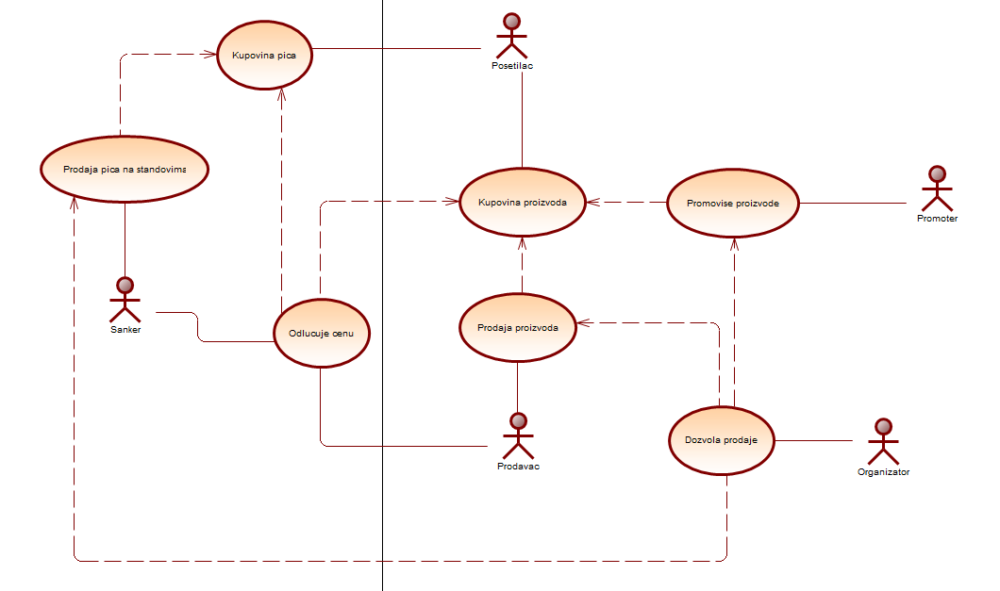 Kupovina pica
Posetilac
Prodaja pica na standovima
Kupovina proizvoda
Promovise proizvode
Promoter
Sanker
Odlucuje cenu
Prodaja proizvoda
Dozvola prodaje
Prodavac
Organizator